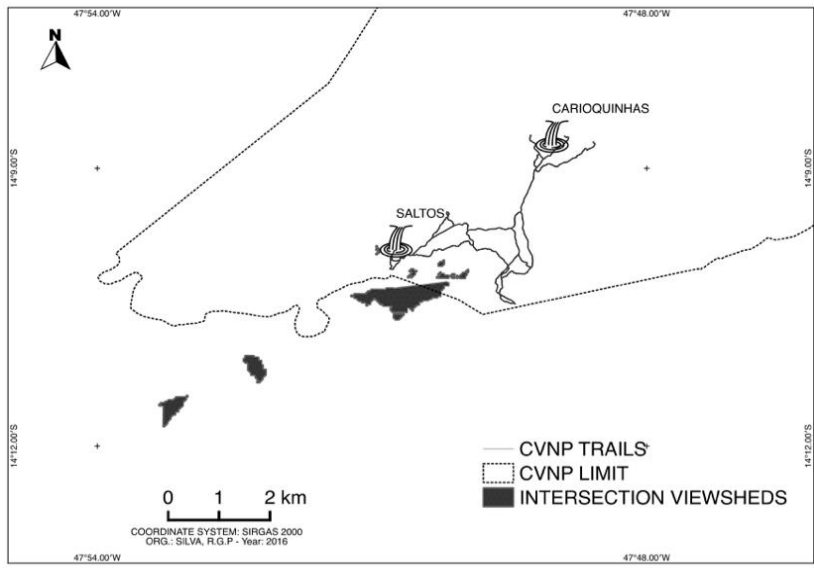 47°54.00'W
47°48.00'W
N
CARIOQUINHAS
14°9.00'S
14°9.00'S
SALTOS
14°12.00'S
14°12.00'S
CVNP TRAILS
CVNP LIMIT
INTERSECTION VIEWSHEDS
0 1 2 km
COORDINATE SYSTEM: SIRGAS 2000
ORG.: SILVA, R.G.P - Year: 2016
47°54.00'W
47°48.00'W